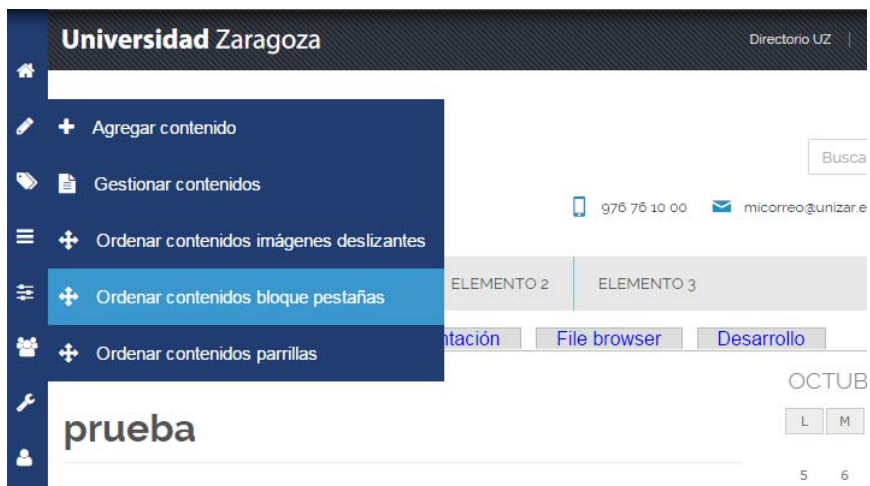 Universidad Zaragoza
Directorio UZ |
Agregar contenido
Gestionar contenidos
Busca
976 76 10 00 micorreo@unizar.e
Ordenar contenidos imágenes deslizantes
Ordenar contenidos bloque pestañas
ELEMENTO 2 ELEMENTO 3
Ordenar contenidos parrillas
ntación File browser Desarrollo
OCTUB
L M
prueba
5 6